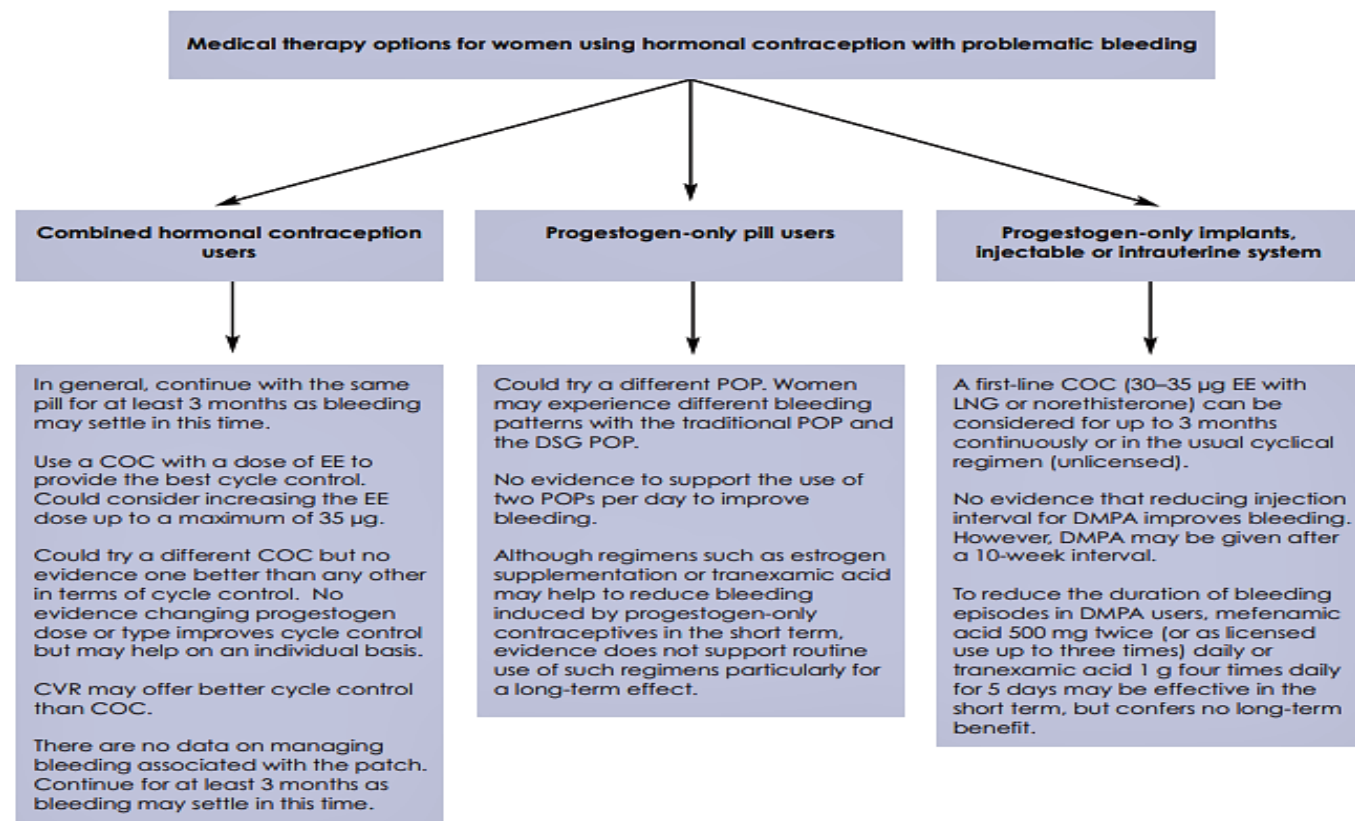 Medical therapy options for women using hormonal contraception with problematic bleeding
Combined hormonal contraception
users
Progestogen-only pill users
Progestogen-only implants,
injectable or intrauterine system
In general, continue with the same
pill for at least 3 months as bleeding
may settle in this time.
Use a COC with a dose of EE to
provide the best cycle control.
Could consider increasing the EE
dose up to a maximum of 35 µg.
Could try a different COC but no
evidence one better than any other
in terms of cycle control. No
evidence changing progestogen
dose or type improves cycle control
but may help on an individual basis.
CVR may offer better cycle control
than COC.
There are no data on managing
bleeding associated with the patch.
Continue for at least 3 months as
bleeding may settle in this time.
Could try a different POP. Women
may experience different bleeding
patterns with the traditional POP and
the DSG POP.
No evidence to support the use of
two POPs per day to improve
bleeding.
Although regimens such as estrogen
supplementation or tranexamic acid
may help to reduce bleeding
induced by progestogen-only
contraceptives in the short term,
evidence does not support routine
use of such regimens particularly for
a long-term effect.
A first-line COC (30–35 µg EE with
LNG or norethisterone) can be
considered for up to 3 months
continuously or in the usual cyclical
regimen (unlicensed).
No evidence that reducing injection
interval for DMPA improves bleeding.
However, DMPA may be given after
a 10-week interval.
To reduce the duration of bleeding
episodes in DMPA users, mefenamic
acid 500 mg twice (or as licensed
use up to three times) daily or
tranexamic acid 1 g four times daily
for 5 days may be effective in the
short term, but confers no long-term
benefit.